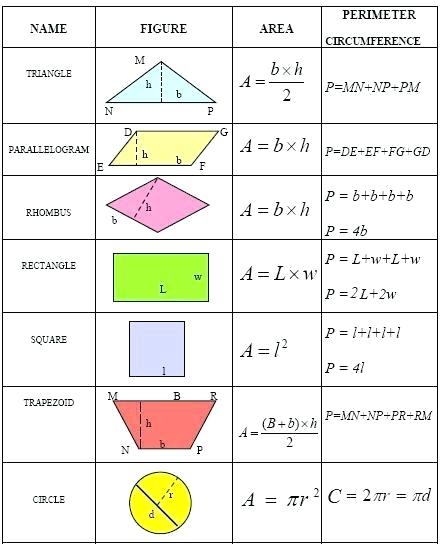 NAME FIGURE AREA PERIMETER
CIRCUMFERENCE
TRIANGLE
M
h
b
N P
A = b×h / 2
P=MN+NP+PM
PARALLELOGRAM
D G
h
b
E F
A = b × h
P=DE+EF+FG+GD
RHOMBUS
h
b
A = b × h
P = b+b+b+b
P = 4b
RECTANGLE
w
L
A = L × w
P = L+w+L+w
P =2L+2w
SQUARE
l
A = l²
P = l+l+l+l
P = 4l
TRAPEZOID
M B R
h
b
N P
A = (B+b)×h / 2
P=MN+NP+PR+RM
CIRCLE
r
d
A = πr²
C = 2πr = πd